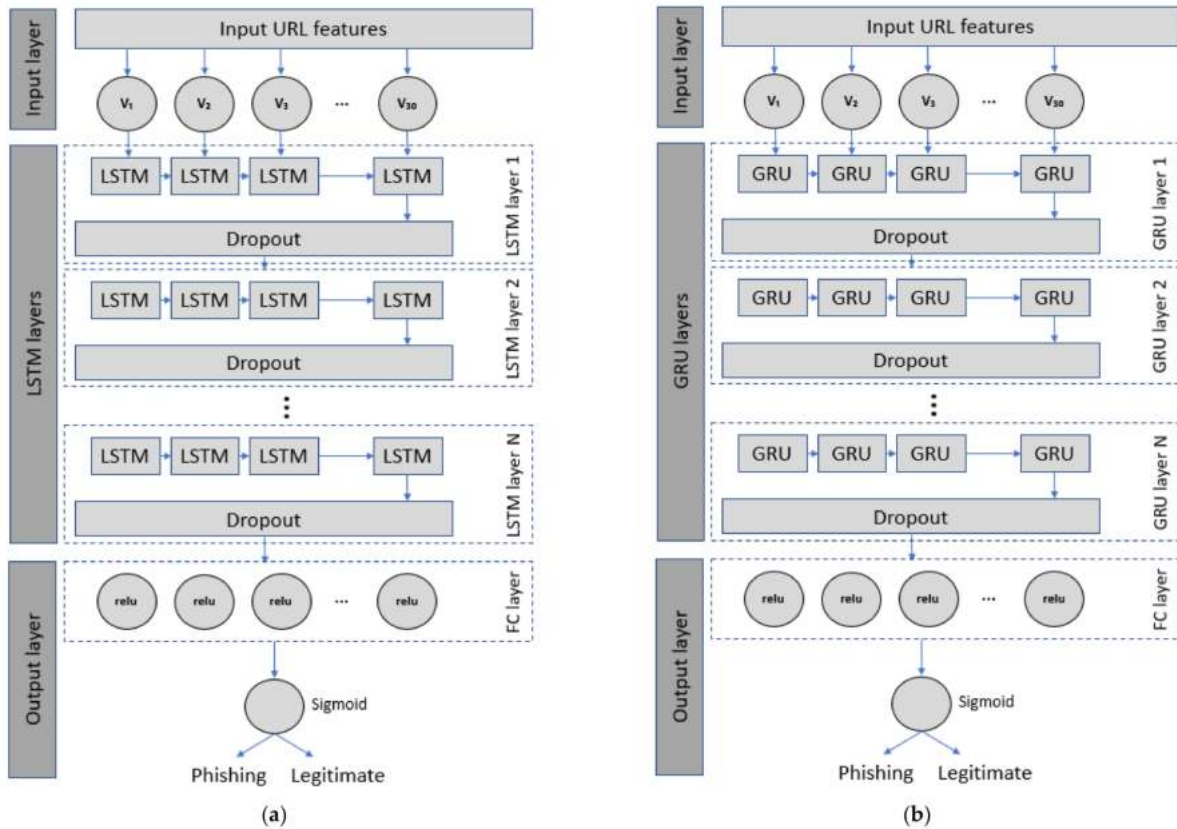 Input layer
Input URL features
V₁ V₂ V₃ ... V₃₀
LSTM layers
LSTM LSTM LSTM LSTM
Dropout
LSTM layer 1
LSTM LSTM LSTM LSTM
Dropout
LSTM layer 2
⋮
LSTM LSTM LSTM LSTM
Dropout
LSTM layer N
Output layer
relu relu relu ... relu
FC layer
Sigmoid
Phishing Legitimate
(a)
Input layer
Input URL features
V₁ V₂ V₃ ... V₃₀
GRU layers
GRU GRU GRU GRU
Dropout
GRU layer 1
GRU GRU GRU GRU
Dropout
GRU layer 2
⋮
GRU GRU GRU GRU
Dropout
GRU layer N
Output layer
relu relu relu ... relu
FC layer
Sigmoid
Phishing Legitimate
(b)